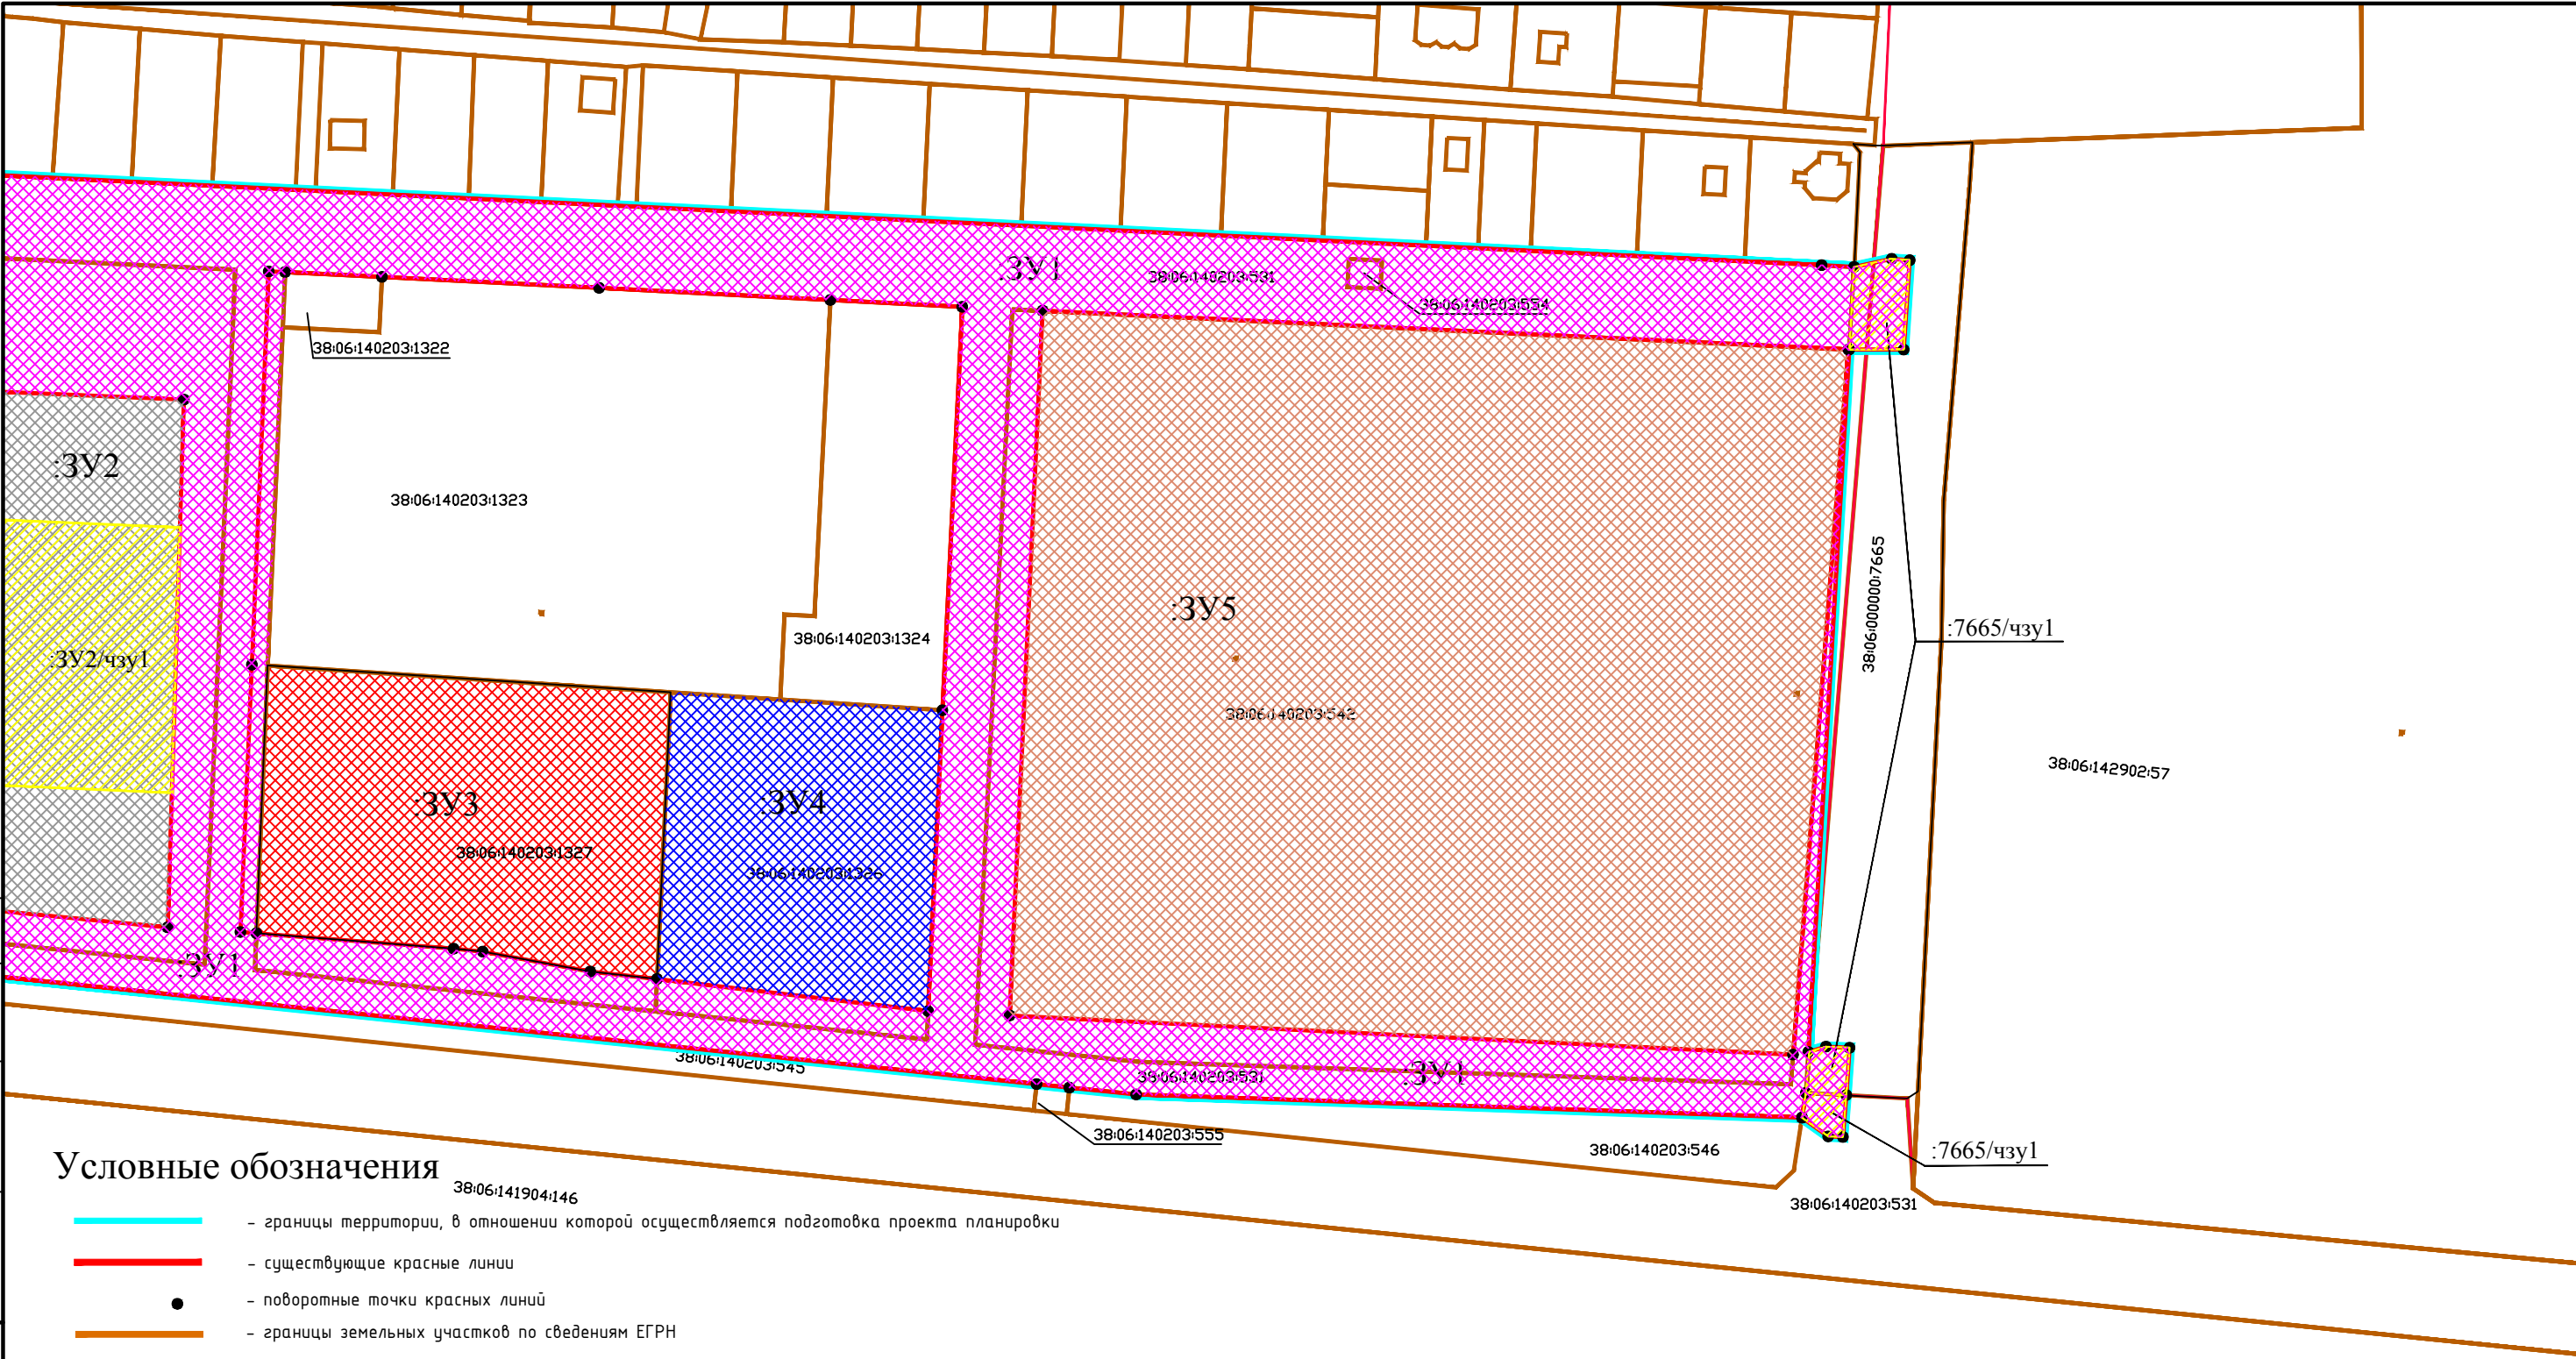 :ЗУ1
38:06:140203:531
38:06:140203:554
38:06:140203:1322
:ЗУ2
38:06:140203:1323
:ЗУ5
38:06:000000:7665
:7665/чзу1
38:06:140203:1324
:ЗУ2/чзу1
38:06:140203:542
38:06:142902:57
:ЗУ3
:ЗУ4
38:06:140203:1327
38:06:140203:1326
:ЗУ1
38:06:140203:545
38:06:140203:531
:ЗУ1
38:06:140203:555
38:06:140203:546
:7665/чзу1
Условные обозначения
38:06:141904:146
38:06:140203:531
- границы территории, в отношении которой осуществляется подготовка проекта планировки
- существующие красные линии
- поворотные точки красных линий
- границы земельных участков по сведениям ЕГРН